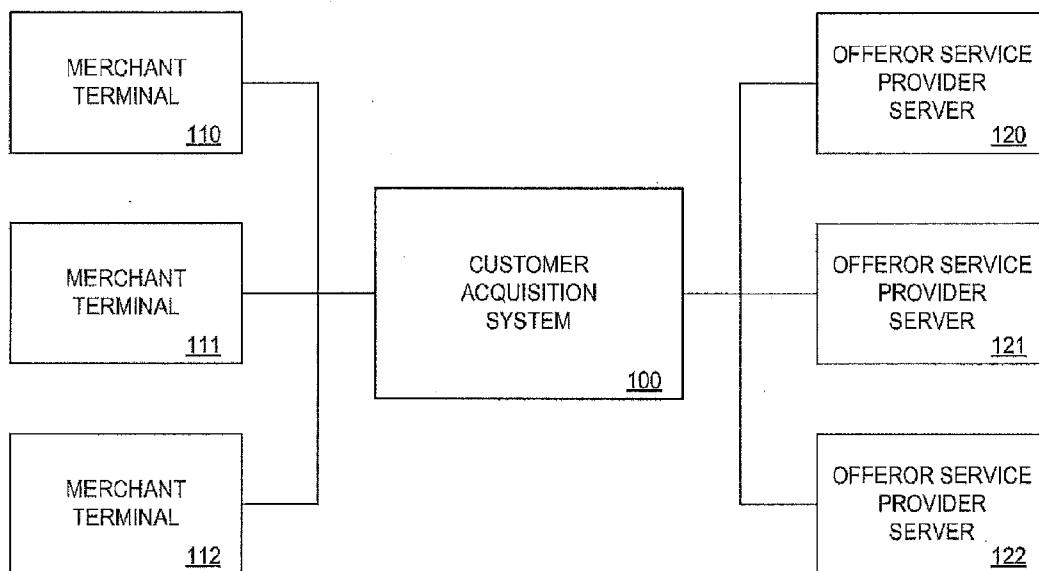 MERCHANT
TERMINAL
110
MERCHANT
TERMINAL
111
MERCHANT
TERMINAL
112
CUSTOMER
ACQUISITION
SYSTEM
100
OFFEROR SERVICE
PROVIDER
SERVER
120
OFFEROR SERVICE
PROVIDER
SERVER
121
OFFEROR SERVICE
PROVIDER
SERVER
122